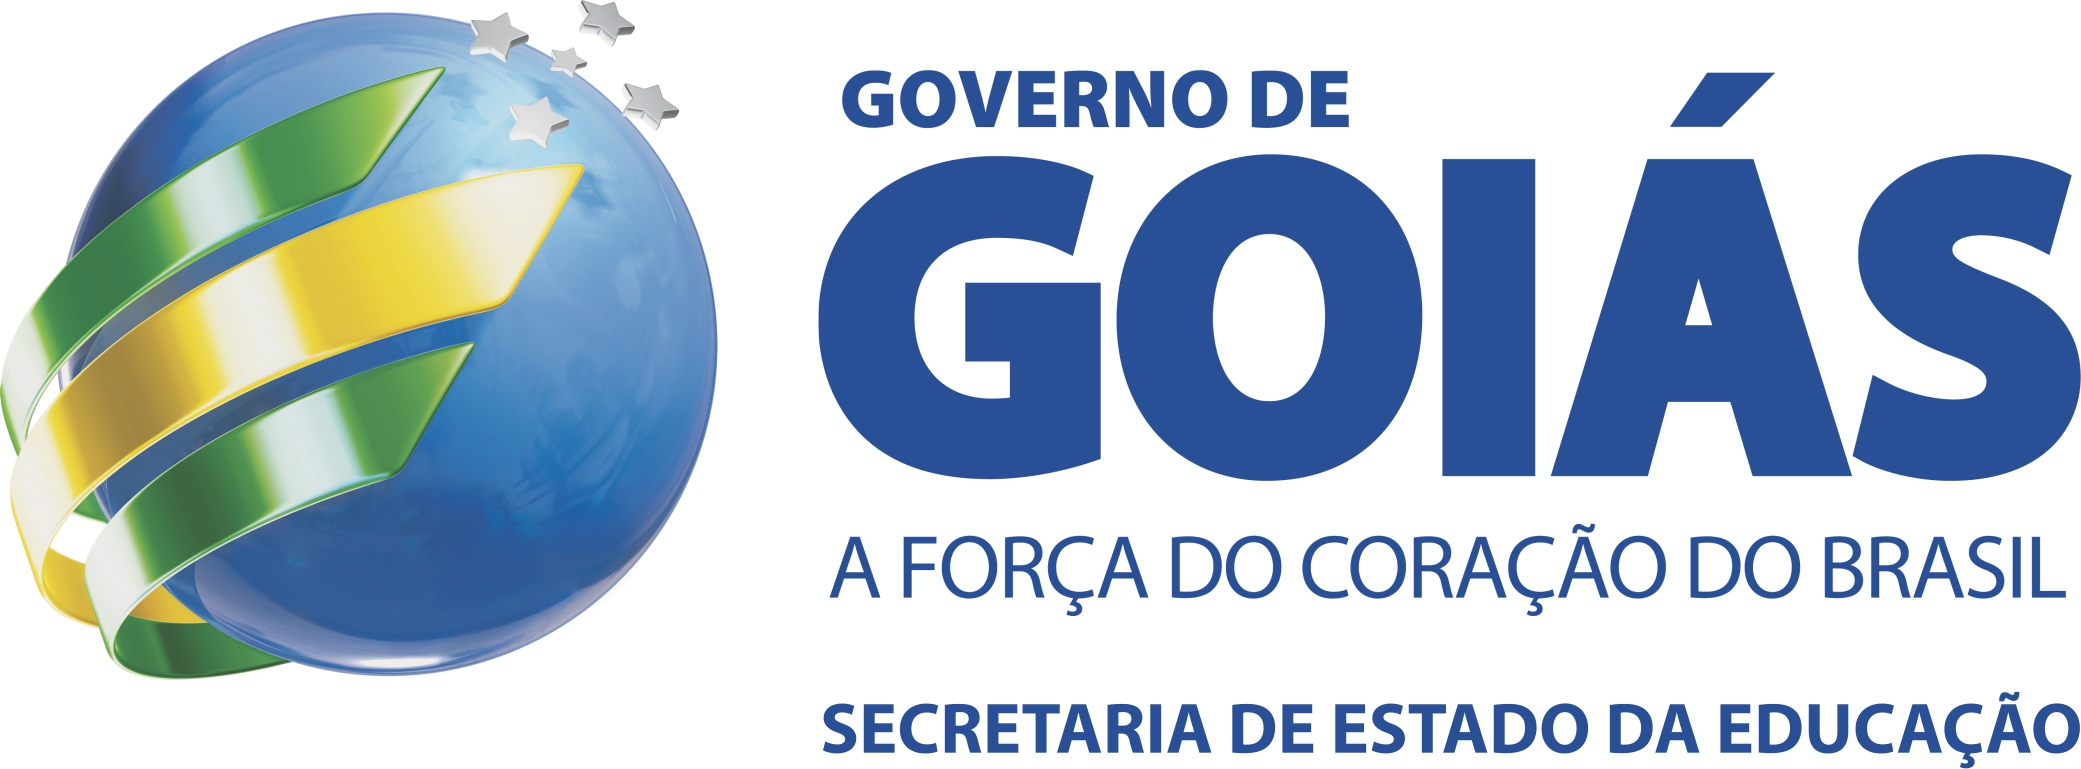 GOVERNO DE
GOIÁS
A FORÇA DO CORAÇÃO DO BRASIL
SECRETARIA DE ESTADO DA EDUCAÇÃO